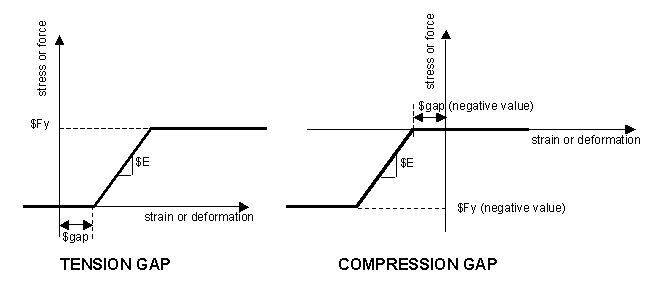 stress or force
$Fy
$E
strain or deformation
$gap
TENSION GAP
stress or force
$gap (negative value)
strain or deformation
$E
$Fy (negative value)
COMPRESSION GAP